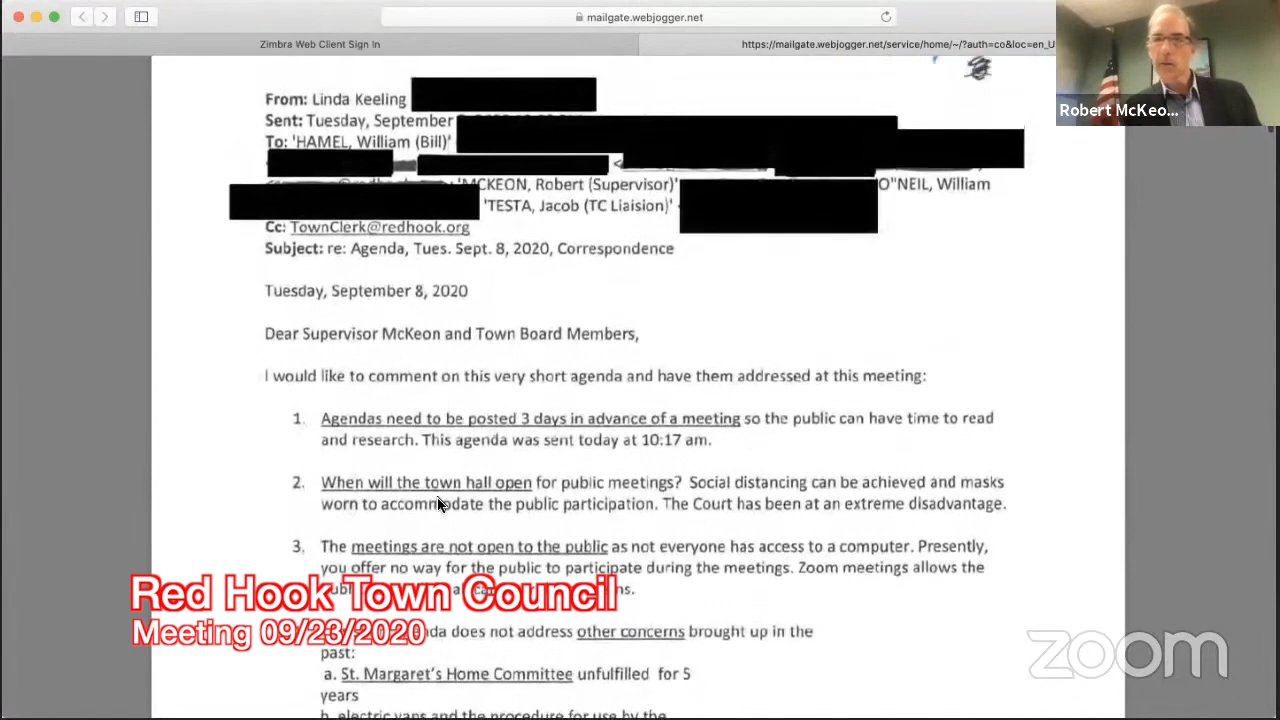 mailgate.webjogger.net
Zimbra Web Client Sign In
https://mailgate.webjogger.net/service/home/~/?auth=co&loc=en_U
Robert McKeo...
From: Linda Keeling
Sent: Tuesday, September
To: 'HAMEL, William (Bill)'
'MCKEON, Robert (Supervisor)' O"NEIL, William
'TESTA, Jacob (TC Liaision)'
Cc: TownClerk@redhook.org
Subject: re: Agenda, Tues. Sept. 8, 2020, Correspondence
Tuesday, September 8, 2020
Dear Supervisor McKeon and Town Board Members,
I would like to comment on this very short agenda and have them addressed at this meeting:
1. Agendas need to be posted 3 days in advance of a meeting so the public can have time to read
and research. This agenda was sent today at 10:17 am.
2. When will the town hall open for public meetings? Social distancing can be achieved and masks
worn to accommodate the public participation. The Court has been at an extreme disadvantage.
3. The meetings are not open to the public as not everyone has access to a computer. Presently,
you offer no way for the public to participate during the meetings. Zoom meetings allows the
Red Hook Town Council
Meeting 09/23/2020
does not address other concerns brought up in the
past:
a. St. Margaret's Home Committee unfulfilled for 5
years
b. electric vans and the procedure for use by the
zoom